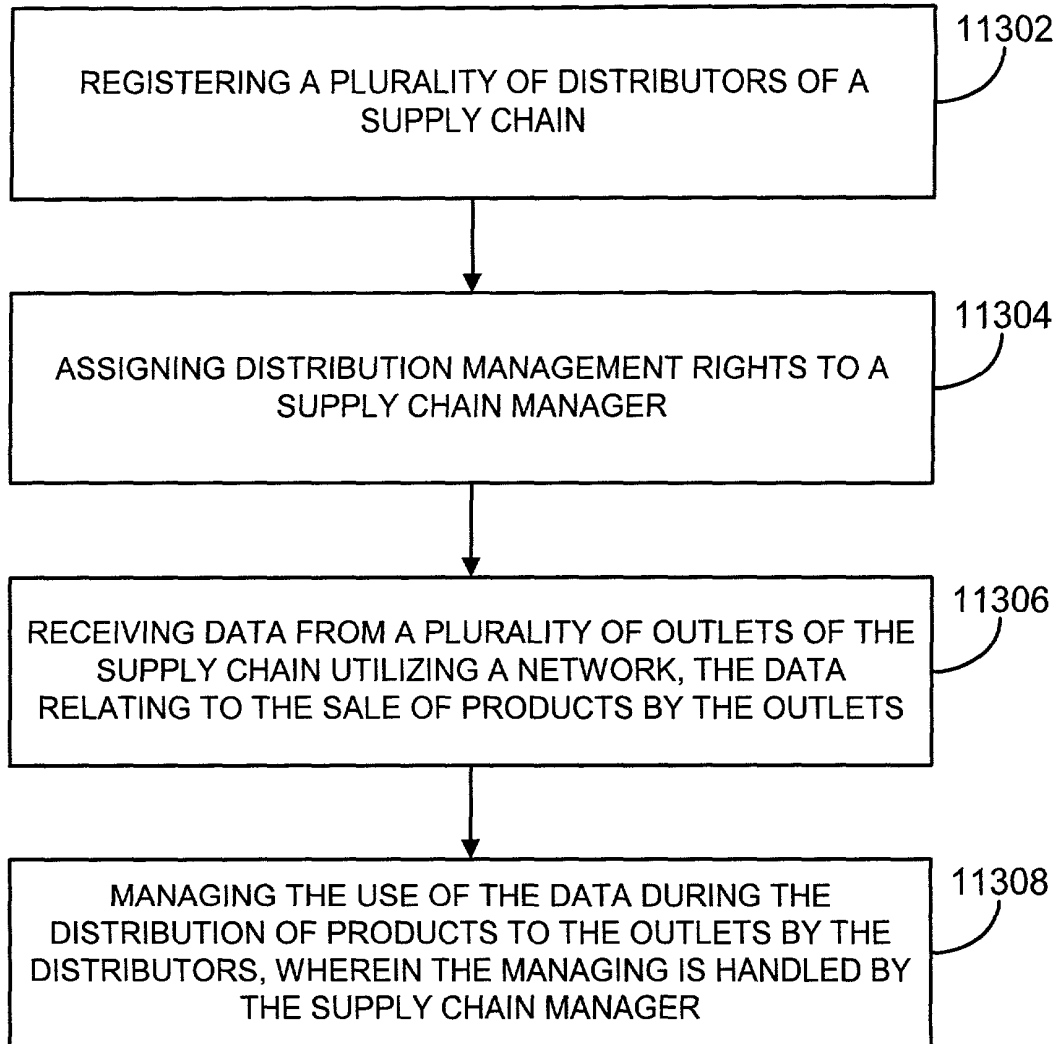 11302
REGISTERING A PLURALITY OF DISTRIBUTORS OF A
SUPPLY CHAIN
11304
ASSIGNING DISTRIBUTION MANAGEMENT RIGHTS TO A
SUPPLY CHAIN MANAGER
11306
RECEIVING DATA FROM A PLURALITY OF OUTLETS OF THE
SUPPLY CHAIN UTILIZING A NETWORK, THE DATA
RELATING TO THE SALE OF PRODUCTS BY THE OUTLETS
11308
MANAGING THE USE OF THE DATA DURING THE
DISTRIBUTION OF PRODUCTS TO THE OUTLETS BY THE
DISTRIBUTORS, WHEREIN THE MANAGING IS HANDLED BY
THE SUPPLY CHAIN MANAGER